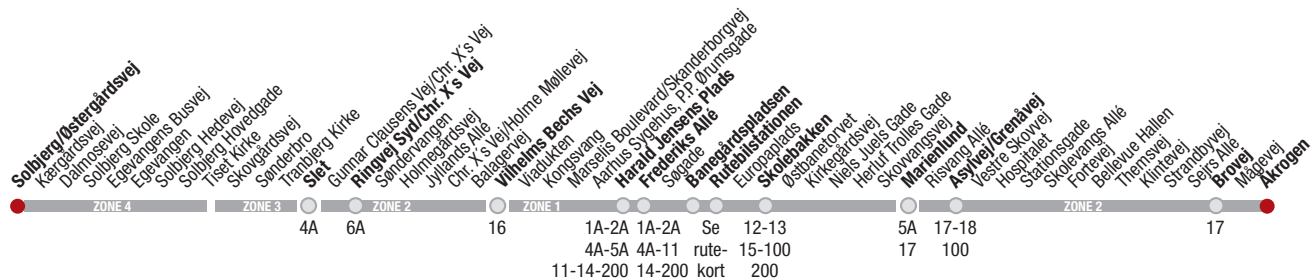 Solbjerg/Østergårdsvej
Kærgårdsvej
Dalmosevej
Solbjerg Skole
Egevangens Busvej
Egevangen
Solbjerg Hedevej
Solbjerg Hovedgade
Tiset Kirke
Skovgårdsvej
Sønderbro
Tranbjerg Kirke
Slet
Gunnar Clausens Vej/Chr. X's Vej
Ringvej Syd/Chr. X's Vej
Søndervangen
Holmegårdsvej
Jyllands Allé
Chr. X's Vej/Holme Møllevej
Batagervej
Vilhelm Bechs Vej
Viadukten
Kongsvang
Marselis Boulevard/Skanderborgvej
Aarhus Sygehus, P.P. Ørumsgade
Harald Jensens Plads
Frederiks Allé
Søgade
Banegårdspladsen
Rutebilstationen
Europaplads
Skolebakken
Østbanetorvet
Kirkegårdsvej
Niels Juels Gade
Herluf Trolles Gade
Skovvangsvej
Marienlund
Risvang Allé
Asylvej/Grenåvej
Vestre Skovvej
Hospitalet
Stationsgade
Skolevangs Allé
Fortevej
Bellevue Hallen
Themsvej
Klintevej
Strandbyvej
Sejrs Allé
Brovej
Mågevej
Åkrogen
ZONE 4
ZONE 3
ZONE 2
ZONE 1
ZONE 2
4A
6A
16
1A-2A
4A-5A
11-14-200
1A-2A
4A-11
14-200
Se
rute-
kort
12-13
15-100
200
5A
17
17-18
100
17